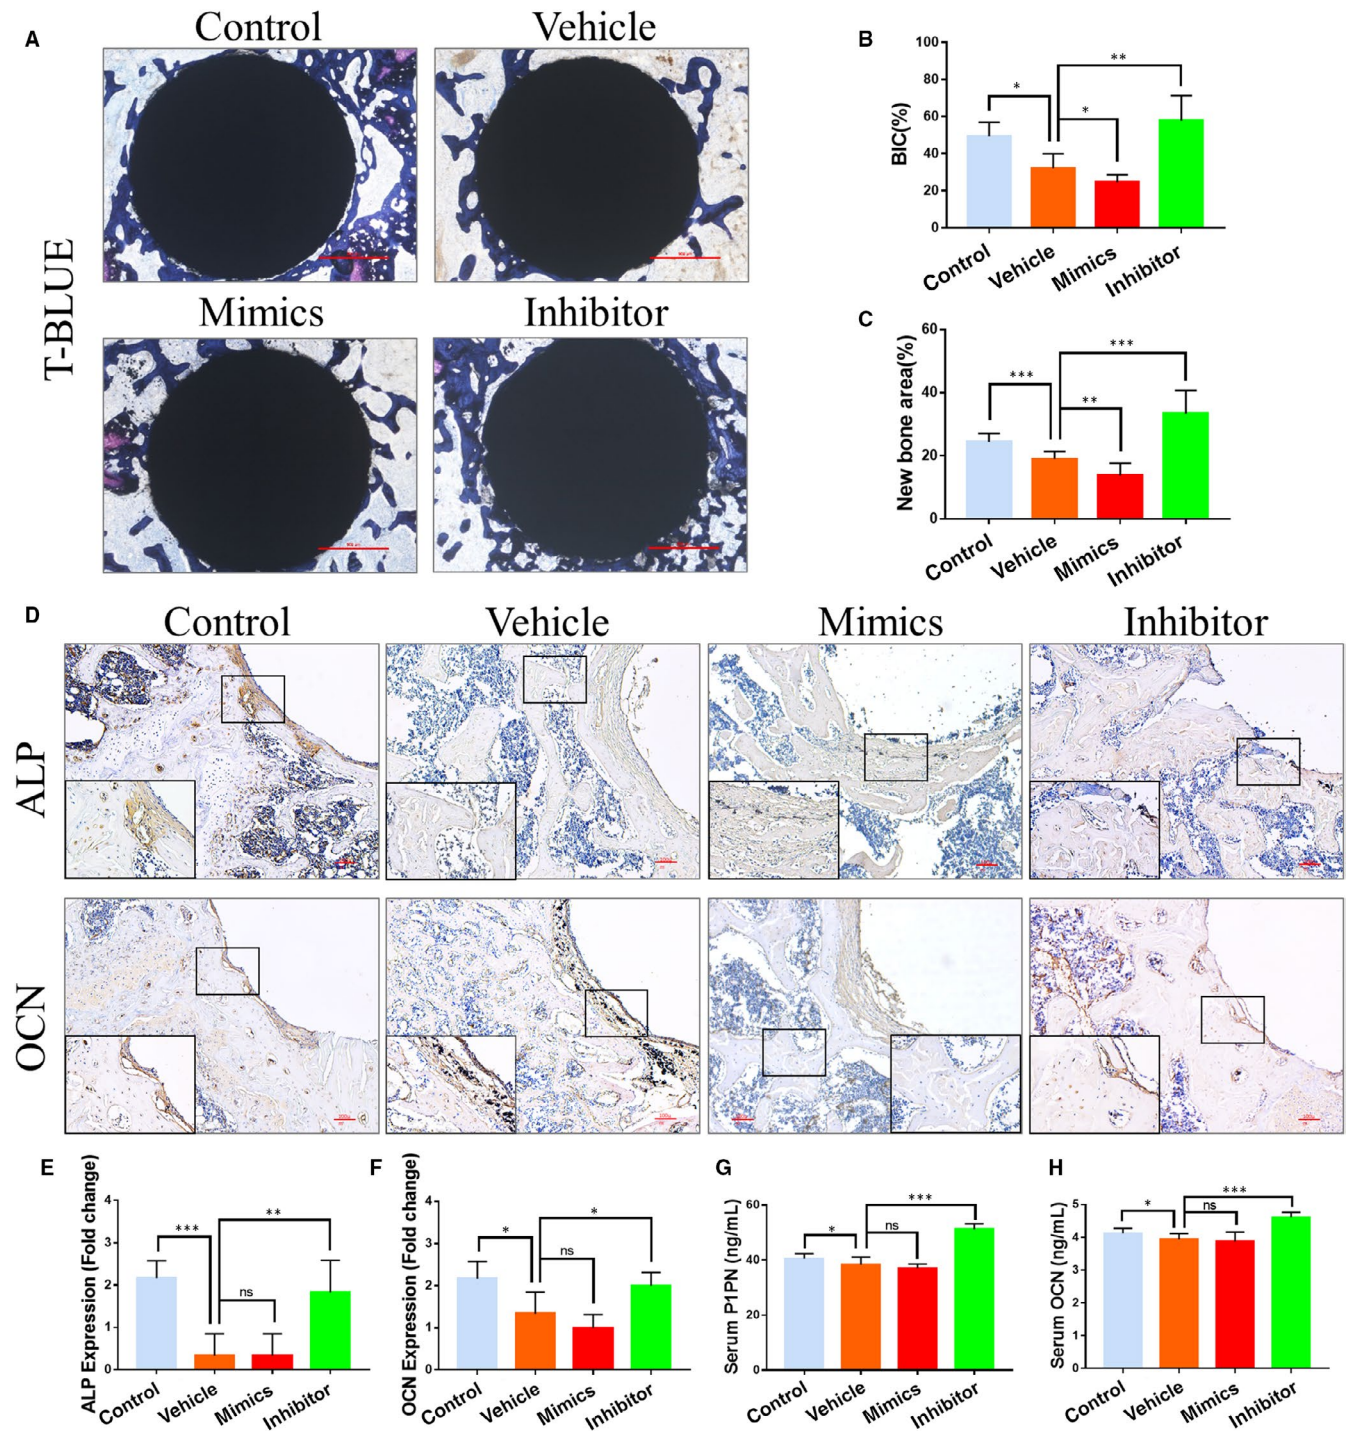 A
Control
Vehicle
Mimics
Inhibitor
T-BLUE
B
100
80
60
40
20
0
BIC(%)
*
*
**
Control
Vehicle
Mimics
Inhibitor
C
60
40
20
0
New bone area(%)
***
**
***
Control
Vehicle
Mimics
Inhibitor
D
Control
Vehicle
Mimics
Inhibitor
ALP
OCN
E
ALP Expression (Fold change)
4
3
2
1
0
***
**
ns
Control
Vehicle
Mimics
Inhibitor
F
OCN Expression (Fold change)
4
3
2
1
0
*
*
ns
Control
Vehicle
Mimics
Inhibitor
G
Serum P1PN (ng/mL)
60
40
20
0
*
ns
***
Control
Vehicle
Mimics
Inhibitor
H
Serum OCN (ng/mL)
5
4
3
2
1
0
*
ns
***
Control
Vehicle
Mimics
Inhibitor